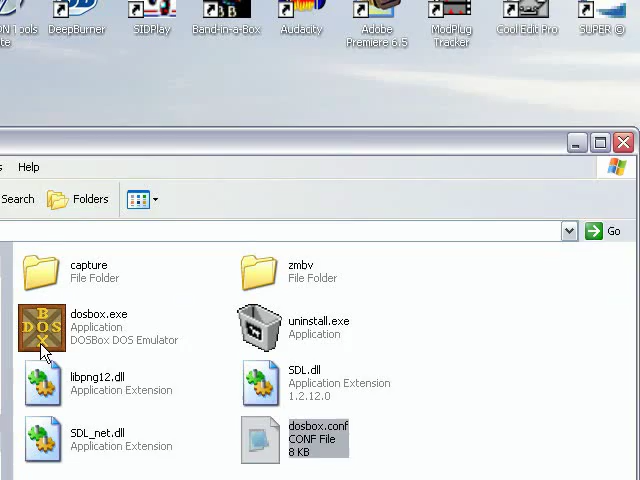 ON Tools
DeepBurner
SIDPlay
Band-in-a-Box
Audacity
Adobe
Premiere 6.5
ModPlug
Tracker
Cool Edit Pro
SUPER ©
Help
Search
Folders
Go
capture
File Folder
zmbv
File Folder
BOX
DOS
dosbox.exe
Application
DOSBox DOS Emulator
uninstall.exe
Application
libpng12.dll
Application Extension
SDL.dll
Application Extension
1.2.12.0
SDL_net.dll
Application Extension
dosbox.conf
CONF File
8 KB